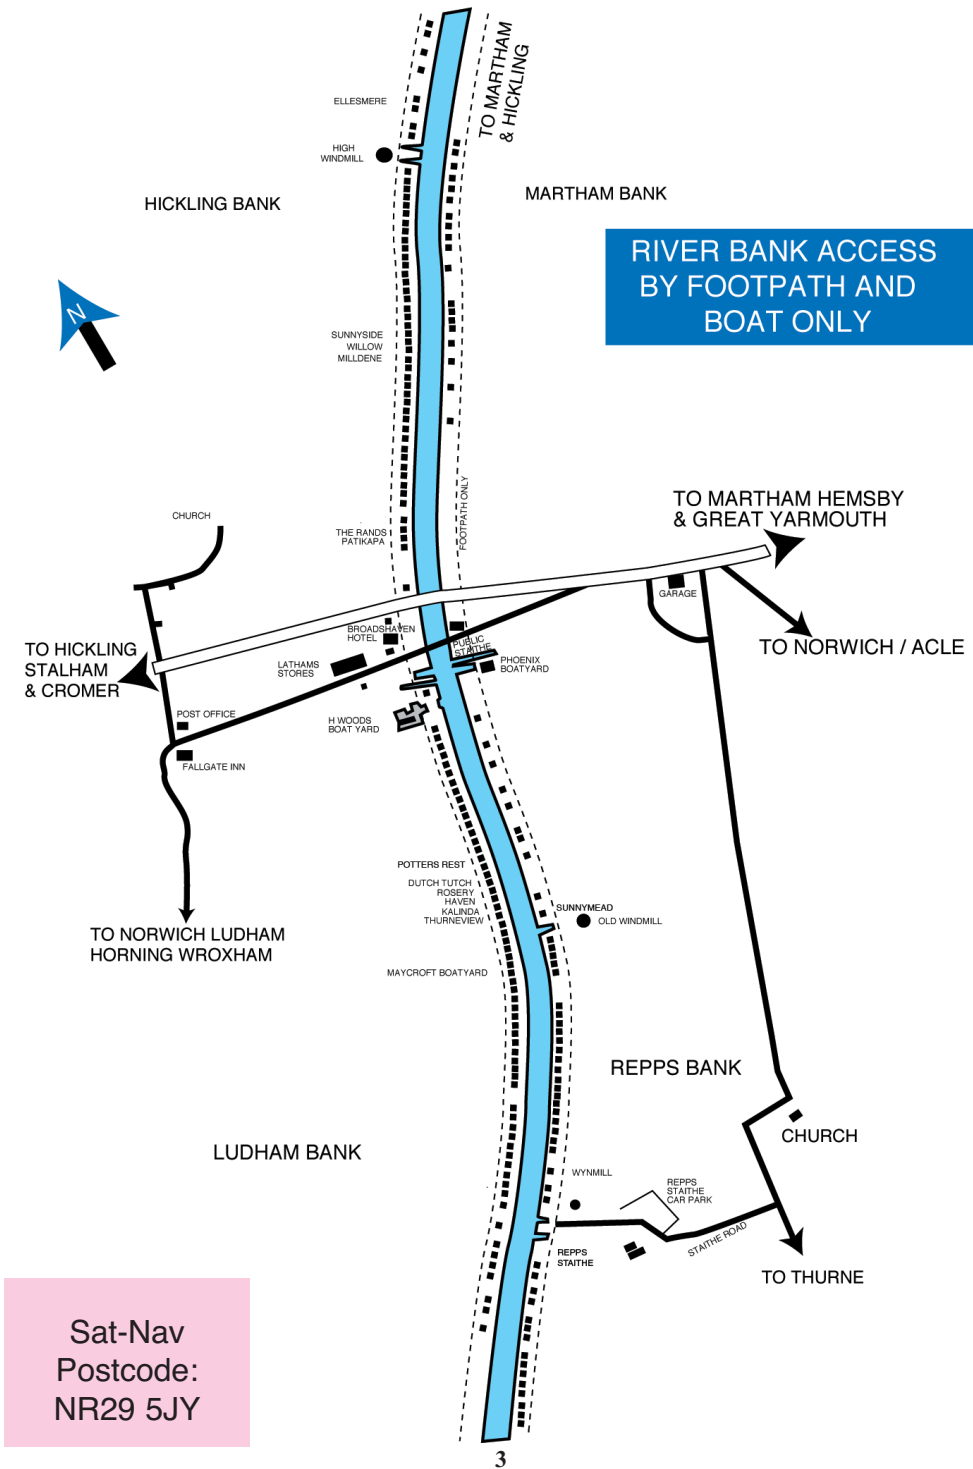 TO MARTHAM
& HICKLING
ELLESMERE
HIGH
WINDMILL
HICKLING BANK
MARTHAM BANK
RIVER BANK ACCESS
BY FOOTPATH AND
BOAT ONLY
N
SUNNYSIDE
WILLOW
MILLDENE
FOOTPATH ONLY
TO MARTHAM HEMSBY
& GREAT YARMOUTH
CHURCH
THE RANDS
PATIKAPA
GARAGE
BROADSHAVEN
HOTEL
PUBLIC
STAITHE
TO HICKLING
STALHAM
& CROMER
TO NORWICH / ACLE
LATHAMS
STORES
PHOENIX
BOATYARD
POST OFFICE
H WOODS
BOAT YARD
FALLGATE INN
POTTERS REST
DUTCH TUTCH
ROSERY
HAVEN
KALINDA
THURNEVIEW
SUNNYMEAD
OLD WINDMILL
TO NORWICH LUDHAM
HORNING WROXHAM
MAYCROFT BOATYARD
REPPS BANK
CHURCH
LUDHAM BANK
WYNMILL
REPPS
STAITHE
CAR PARK
STAITHE ROAD
REPPS
STAITHE
TO THURNE
Sat-Nav
Postcode:
NR29 5JY
3